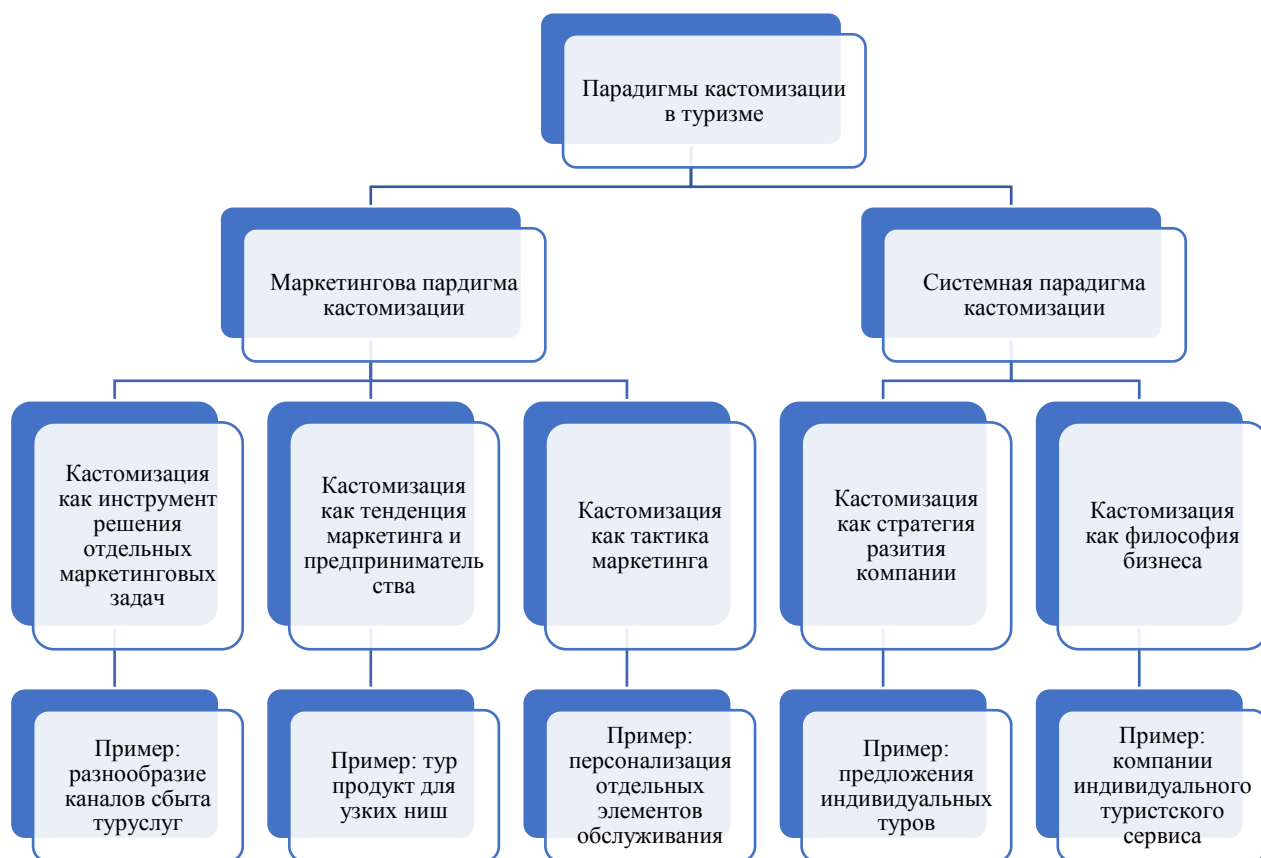 Парадигмы кастомизации
в туризме
Маркетингова пардигма
кастомизации
Системная парадигма
кастомизации
Кастомизация
как инструмент
решения
отдельных
маркетинговых
задач
Кастомизация
как тенденция
маркетинга и
предприниматель
ства
Кастомизация
как тактика
маркетинга
Кастомизация
как стратегия
разития
компании
Кастомизация
как философия
бизнеса
Пример:
разнообразие
каналов сбыта
туруслуг
Пример: тур
продукт для
узких ниш
Пример:
персонализация
отдельных
элементов
обслуживания
Пример:
предложения
индивидуальных
туров
Пример:
компании
индивидуального
туристского
сервиса